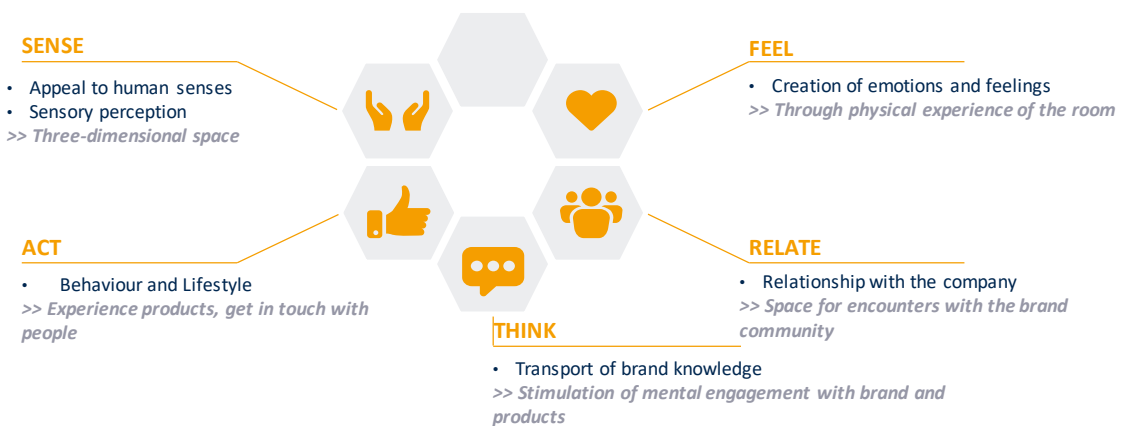 SENSE
• Appeal to human senses
• Sensory perception
>> Three-dimensional space
FEEL
• Creation of emotions and feelings
>> Through physical experience of the room
ACT
• Behaviour and Lifestyle
>> Experience products, get in touch with
people
RELATE
• Relationship with the company
>> Space for encounters with the brand
community
THINK
• Transport of brand knowledge
>> Stimulation of mental engagement with brand and
products